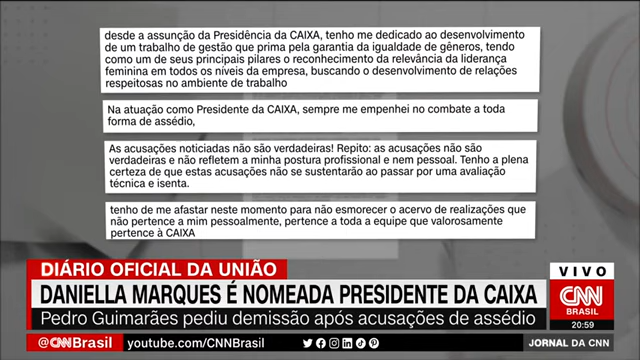 desde a assunção da Presidência da CAIXA, tenho me dedicado ao desenvolvimento
de um trabalho de gestão que prima pela garantia da igualdade de gêneros, tendo
como um de seus principais pilares o reconhecimento da relevância da liderança
feminina em todos os níveis da empresa, buscando o desenvolvimento de relações
respeitosas no ambiente de trabalho
Na atuação como Presidente da CAIXA, sempre me empenhei no combate a toda
forma de assédio,
As acusações noticiadas não são verdadeiras! Repito: as acusações não são
verdadeiras e não refletem a minha postura profissional e nem pessoal. Tenho a plena
certeza de que estas acusações não se sustentarão ao passar por uma avaliação
técnica e isenta.
tenho de me afastar neste momento para não esmorecer o acervo de realizações que
não pertence a mim pessoalmente, pertence a toda a equipe que valorosamente
pertence à CAIXA
DIÁRIO OFICIAL DA UNIÃO
DANIELLA MARQUES É NOMEADA PRESIDENTE DA CAIXA
Pedro Guimarães pediu demissão após acusações de assédio
VIVO
CNN
BRASIL
20:59
@CNNBrasil
youtube.com/CNNBrasil
JORNAL DA CNN